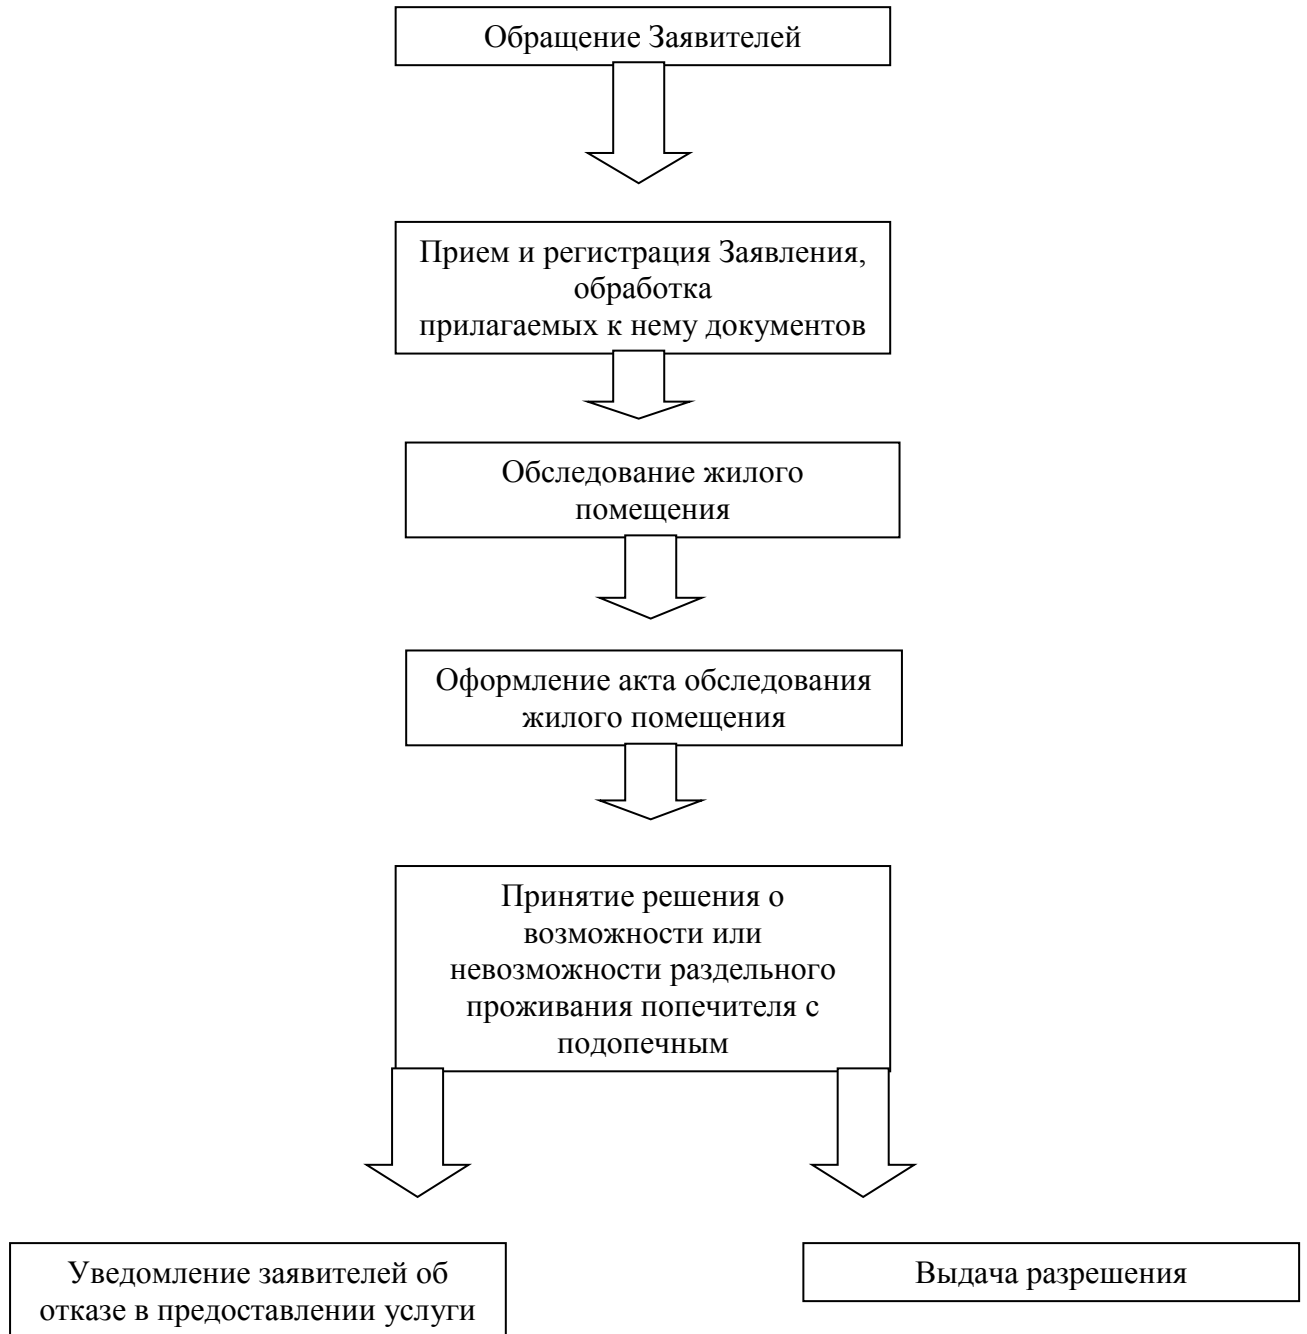 Обращение Заявителей
Прием и регистрация Заявления,
обработка
прилагаемых к нему документов
Обследование жилого
помещения
Оформление акта обследования
жилого помещения
Принятие решения о
возможности или
невозможности раздельного
проживания попечителя с
подопечным
Уведомление заявителей об
отказе в предоставлении услуги
Выдача разрешения